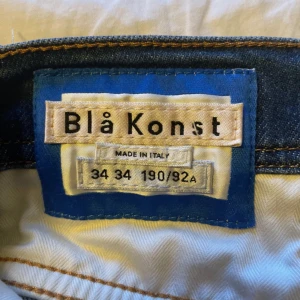 Blå Konst
MADE IN ITALY
34 34 190/92A